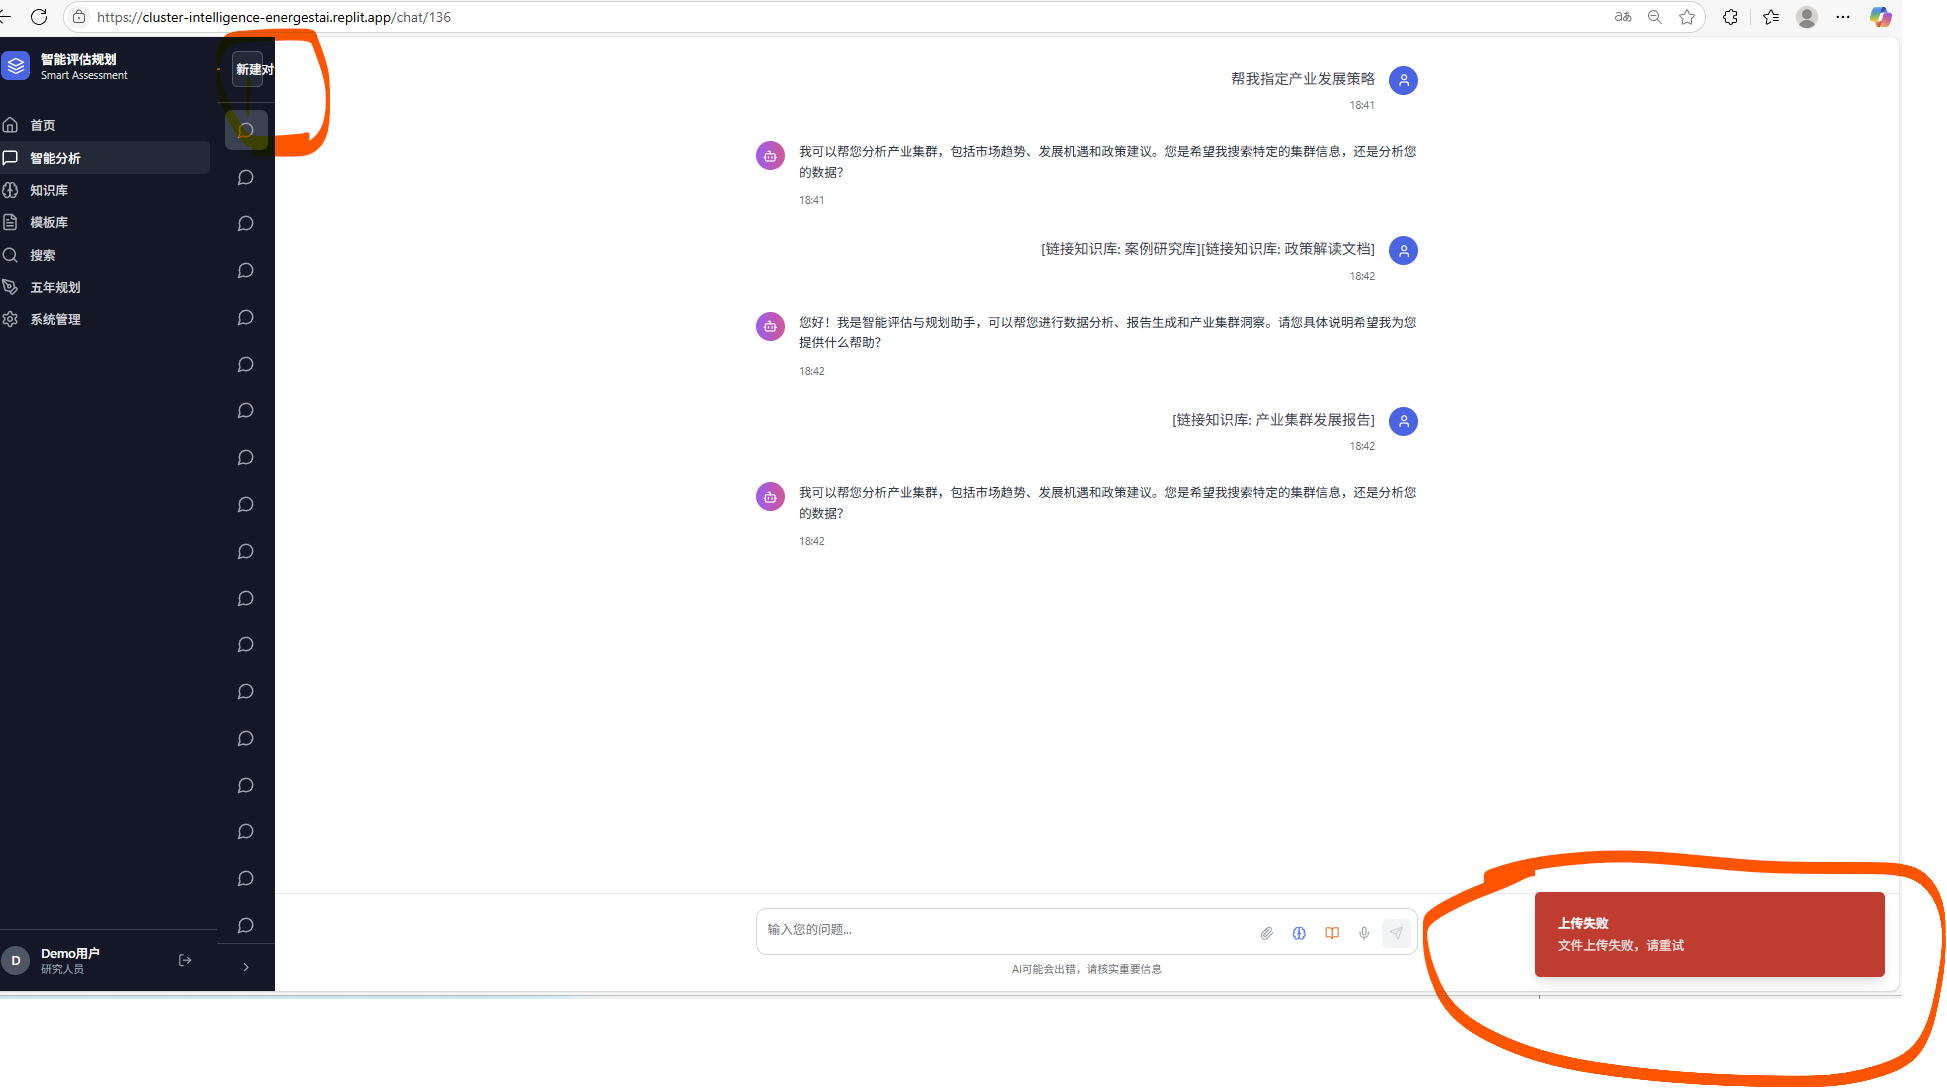 https://cluster-intelligence-energestai.replit.app/chat/136
智能评估规划
Smart Assessment
首页
智能分析
知识库
模板库
搜索
五年规划
系统管理
D
Demo用户
研究人员
新建对
帮我指定产业发展策略
18:41
我可以帮您分析产业集群，包括市场趋势、发展机遇和政策建议。您是希望我搜索特定的集群信息，还是分析您
的数据？
18:41
[链接知识库: 案例研究库][链接知识库: 政策解读文档]
18:42
您好！我是智能评估与规划助手，可以帮您进行数据分析、报告生成和产业集群洞察。请您具体说明希望我为您
提供什么帮助？
18:42
[链接知识库: 产业集群发展报告]
18:42
我可以帮您分析产业集群，包括市场趋势、发展机遇和政策建议。您是希望我搜索特定的集群信息，还是分析您
的数据？
18:42
输入您的问题...
AI可能会出错，请核实重要信息
上传失败
文件上传失败，请重试